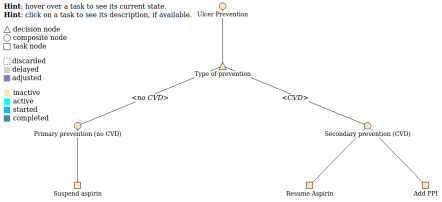 Hint: hover over a task to see its current state.
Hint: click on a task to see its description, if available.
Ulcer Prevention
decision node
composite node
task node
discarded
delayed
adjusted
Type of prevention
inactive
active
started
completed
<no CVD>
<CVD>
Primary prevention (no CVD)
Secondary prevention (CVD)
Suspend aspirin
Resume Aspirin
Add PPI